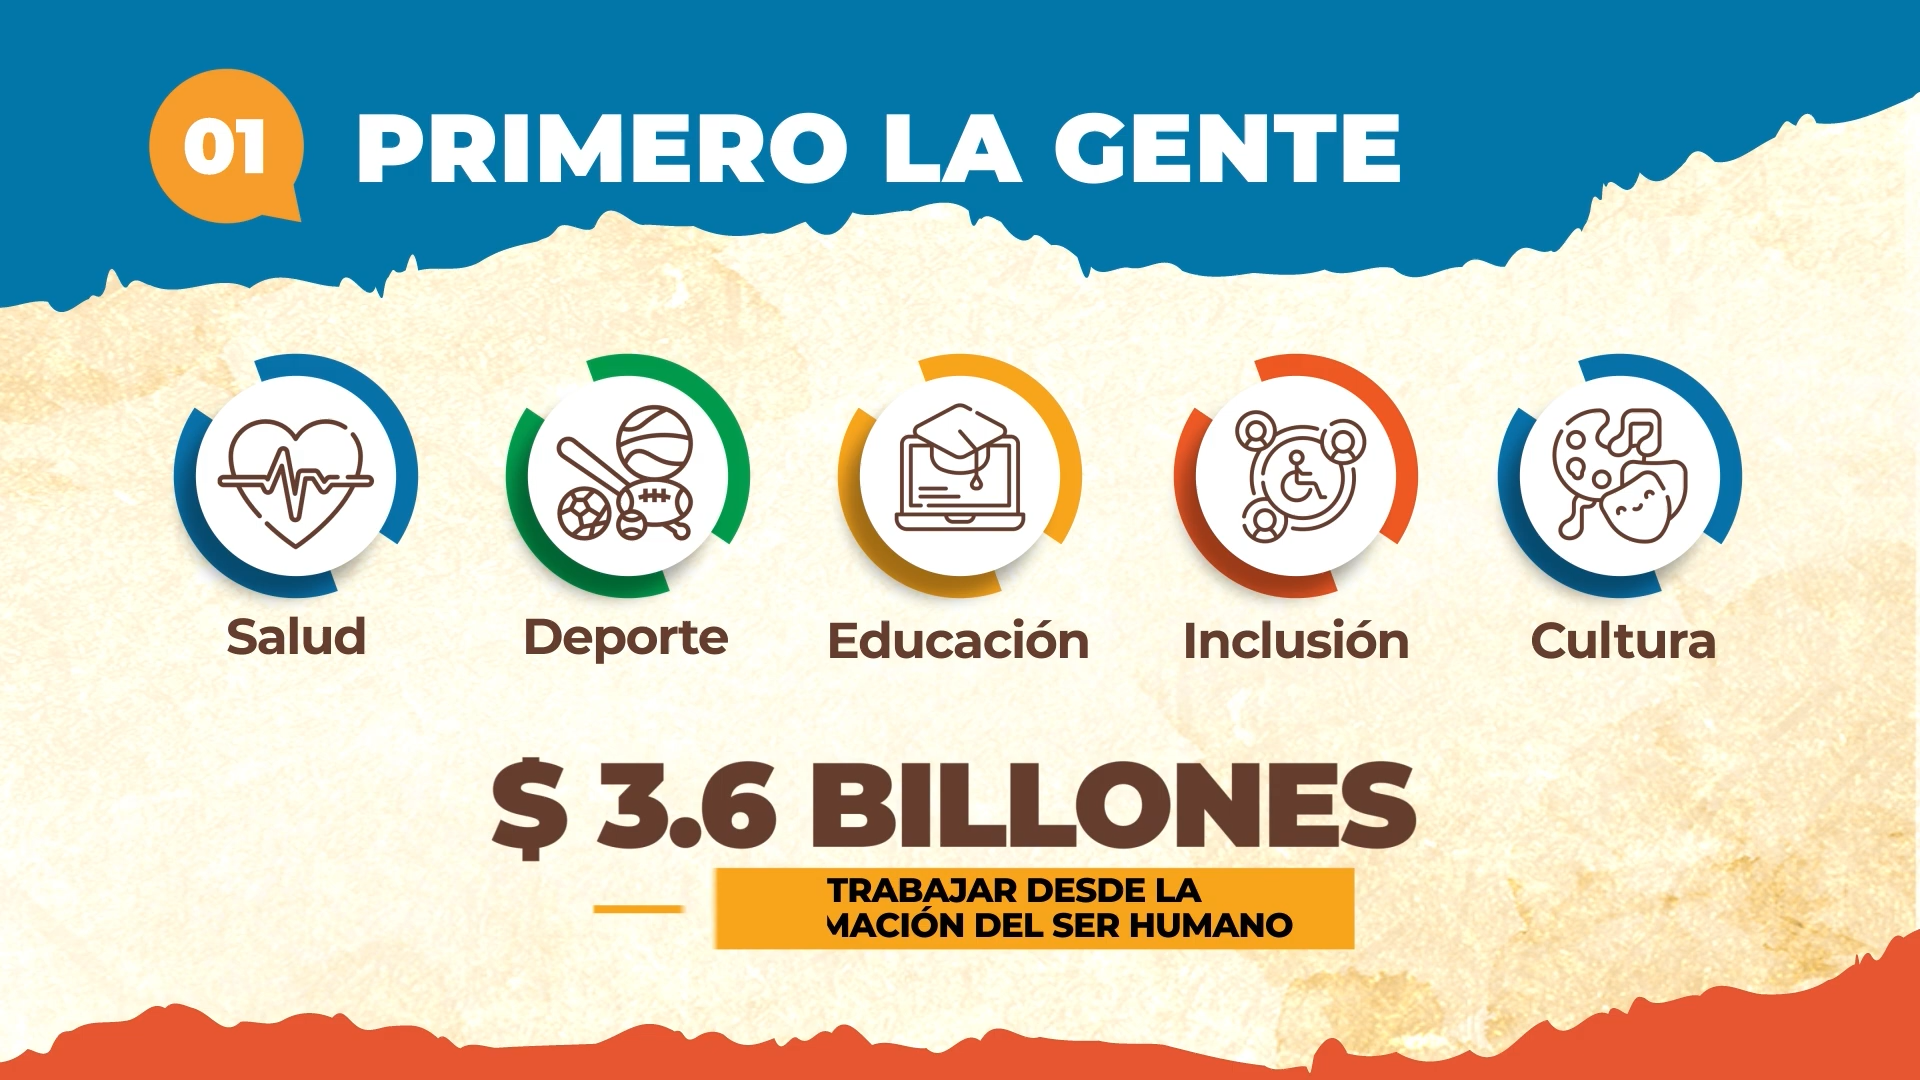 01
PRIMERO LA GENTE
Salud
Deporte
Educación
Inclusión
Cultura
$ 3.6 BILLONES
TRABAJAR DESDE LA
MACIÓN DEL SER HUMANO